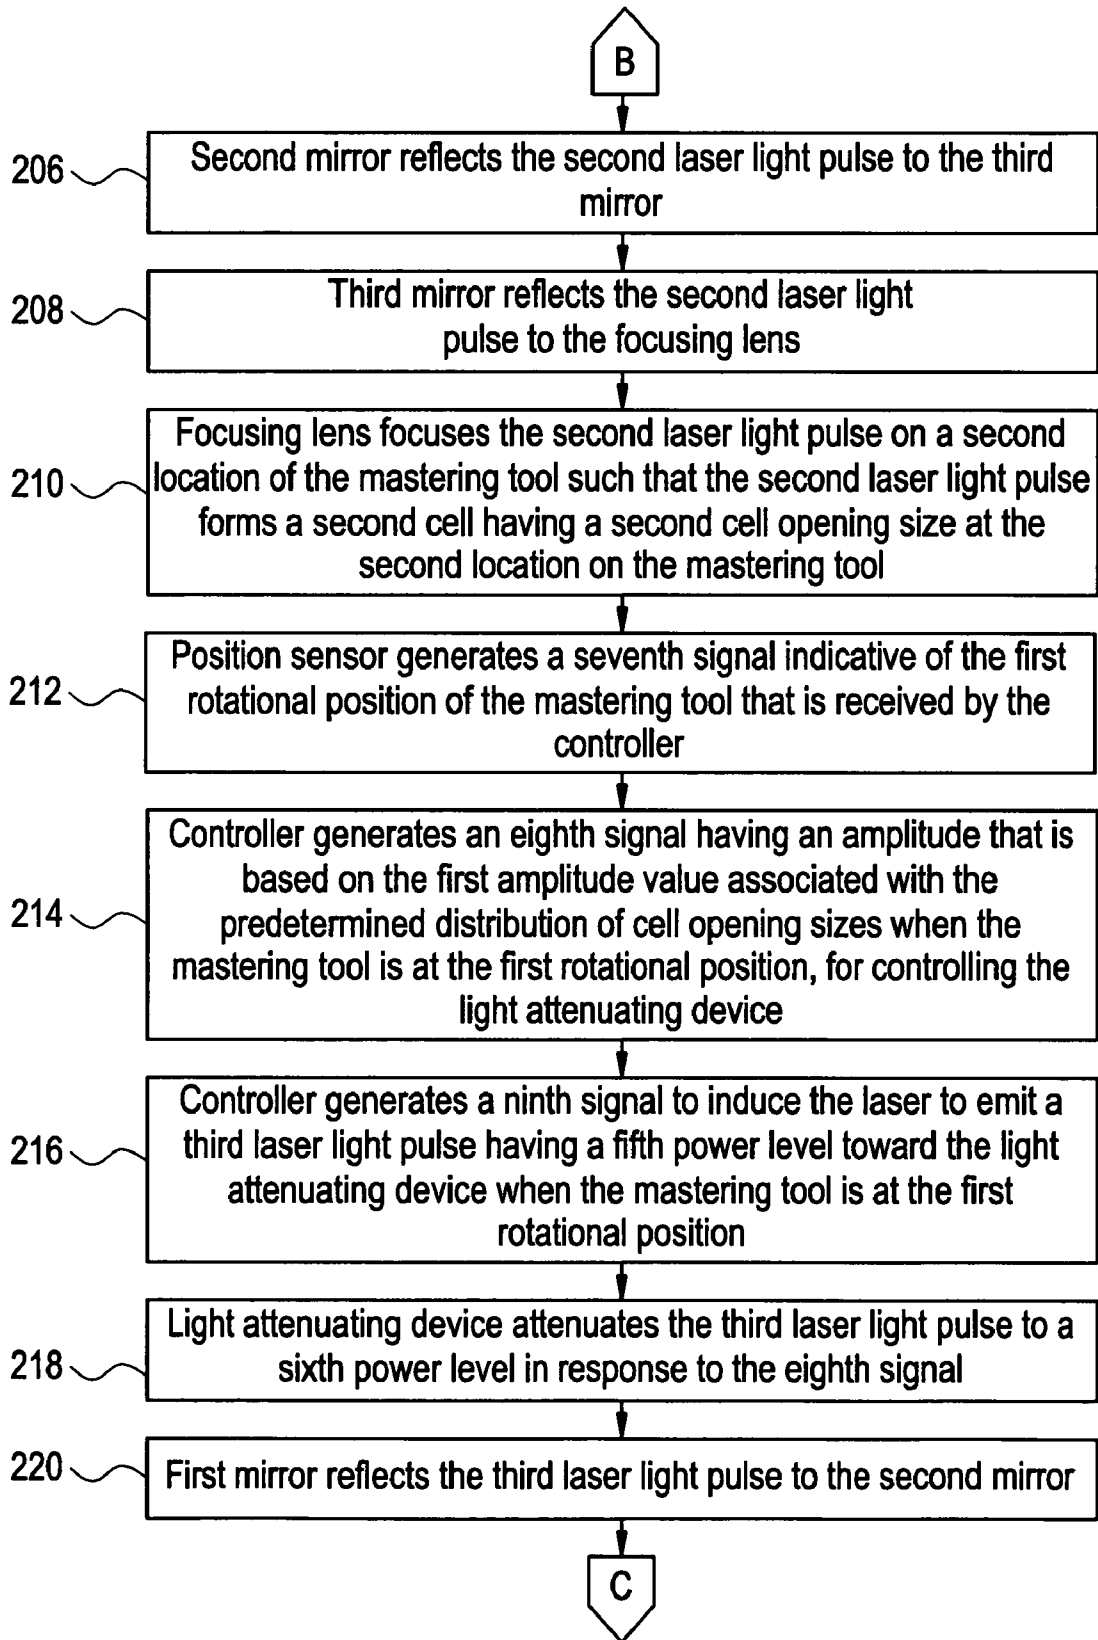 B
206
Second mirror reflects the second laser light pulse to the third
mirror
208
Third mirror reflects the second laser light
pulse to the focusing lens
210
Focusing lens focuses the second laser light pulse on a second
location of the mastering tool such that the second laser light pulse
forms a second cell having a second cell opening size at the
second location on the mastering tool
212
Position sensor generates a seventh signal indicative of the first
rotational position of the mastering tool that is received by the
controller
214
Controller generates an eighth signal having an amplitude that is
based on the first amplitude value associated with the
predetermined distribution of cell opening sizes when the
mastering tool is at the first rotational position, for controlling the
light attenuating device
216
Controller generates a ninth signal to induce the laser to emit a
third laser light pulse having a fifth power level toward the light
attenuating device when the mastering tool is at the first
rotational position
218
Light attenuating device attenuates the third laser light pulse to a
sixth power level in response to the eighth signal
220
First mirror reflects the third laser light pulse to the second mirror
C